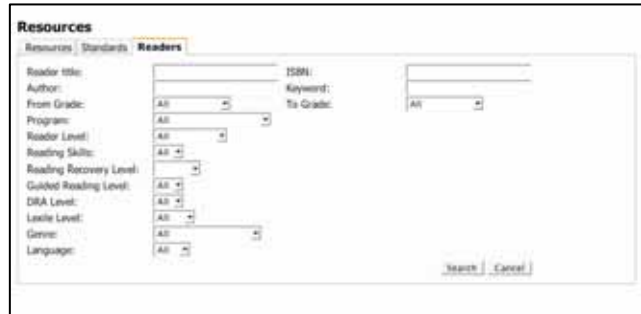 Resources
Resources Standards Readers
Reader title: ISBN:
Author: Keyword:
From Grade: All To Grade: All
Program: All
Reader Level: All
Reading Skills: All
Reading Recovery Level:
Guided Reading Level: All
DRA Level: All
Lexile Level: All
Genre: All
Language: All
Search Cancel